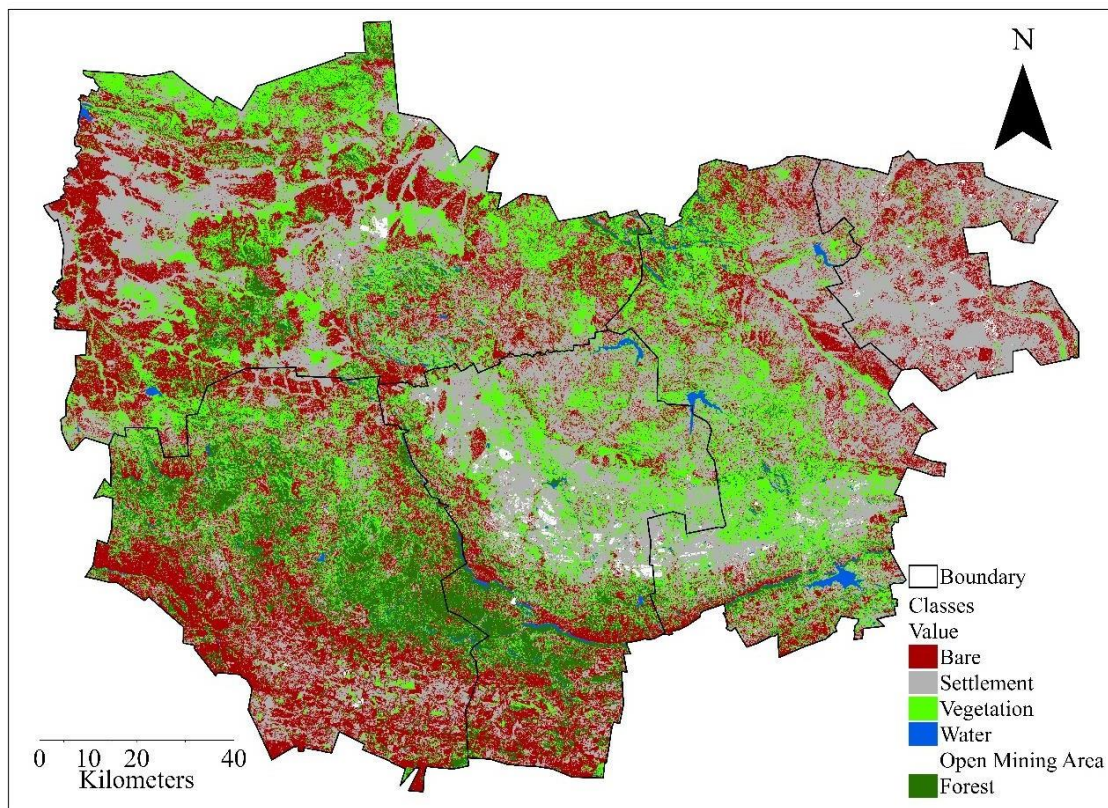 N
Boundary
Classes
Value
Bare
Settlement
Vegetation
Water
Open Mining Area
Forest
0 10 20 40
Kilometers